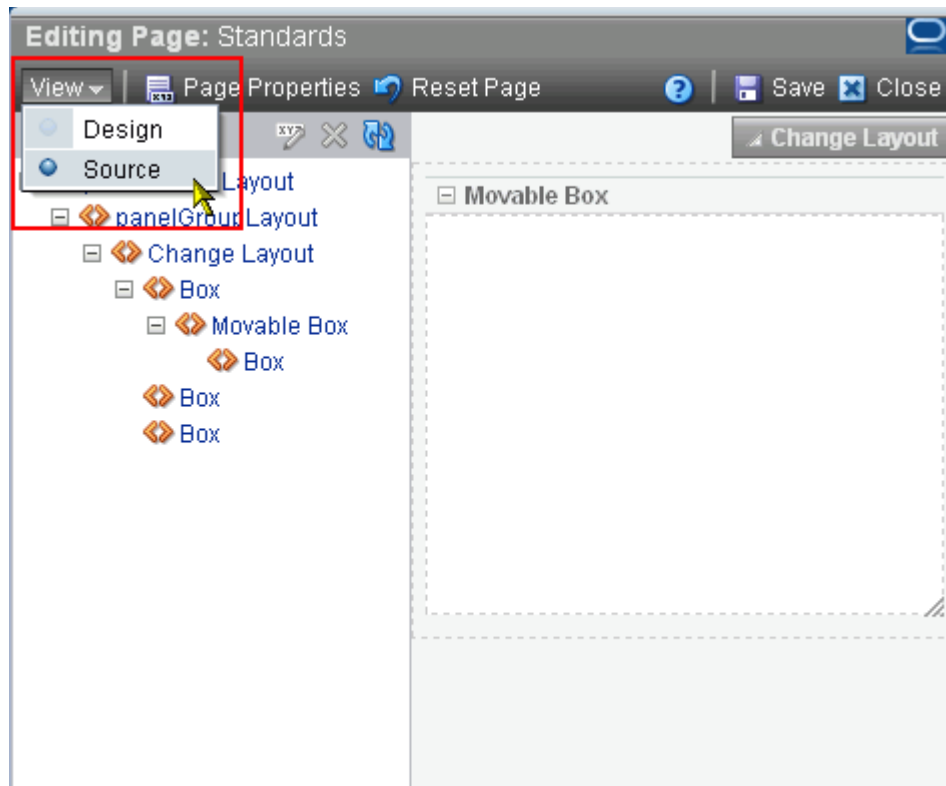 Editing Page: Standards
View Page Properties Reset Page Save Close
Design
Change Layout
Source
Layout
Movable Box
panelGroupLayout
Change Layout
Box
Movable Box
Box
Box
Box